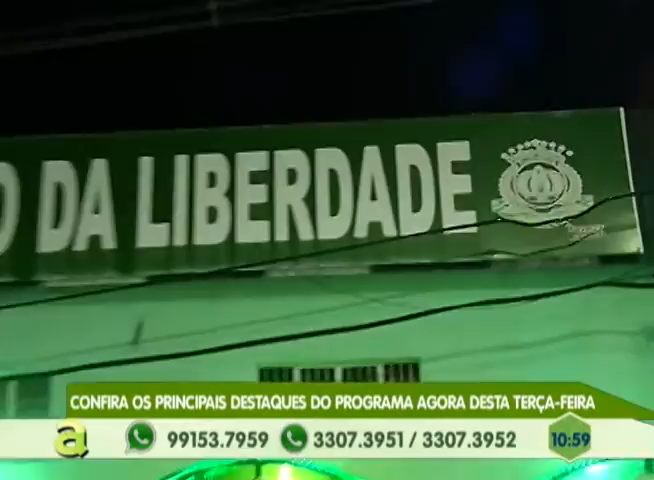 O DA LIBERDADE
CONFIRA OS PRINCIPAIS DESTAQUES DO PROGRAMA AGORA DESTA TERÇA-FEIRA
a 99153.7959 3307.3951 / 3307.3952 10:59